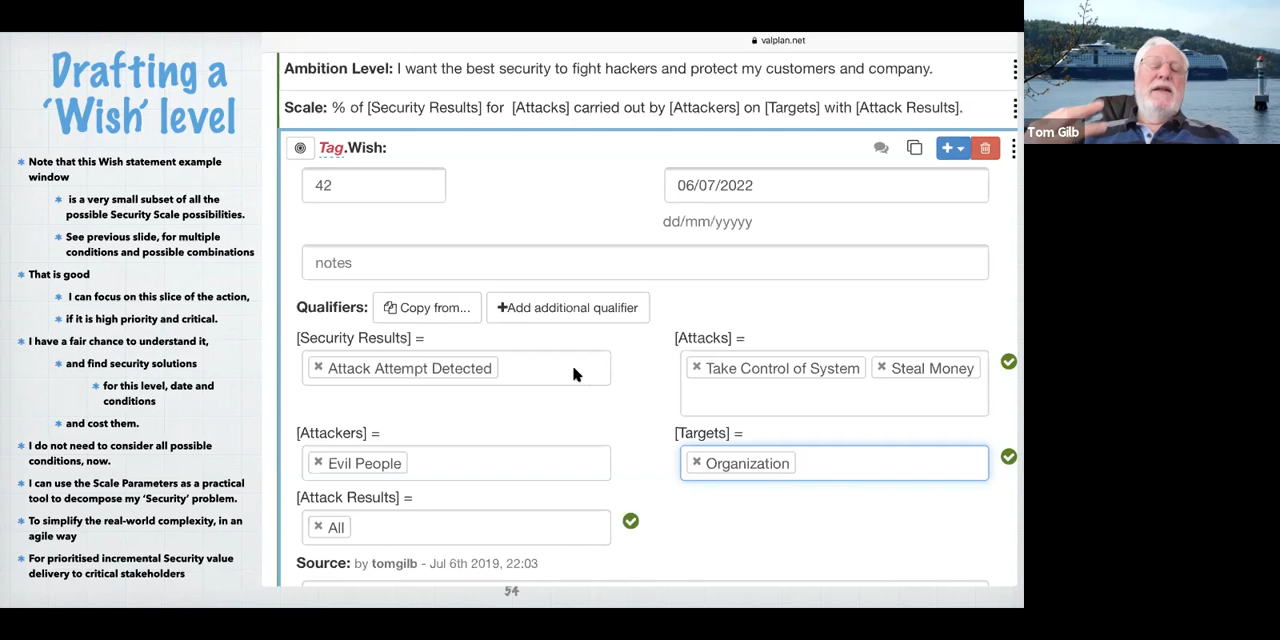 Drafting a
‘Wish’ level
* Note that this Wish statement example
window
* is a very small subset of all the
possible Security Scale possibilities.
* See previous slide, for multiple
conditions and possible combinations
* That is good
* I can focus on this slice of the action,
* if it is high priority and critical.
* I have a fair chance to understand it,
* and find security solutions
* for this level, date and
conditions
* and cost them.
* I do not need to consider all possible
conditions, now.
* I can use the Scale Parameters as a practical
tool to decompose my ‘Security’ problem.
* To simplify the real-world complexity, in an
agile way
* For prioritised incremental Security value
delivery to critical stakeholders
valplan.net
Ambition Level: I want the best security to fight hackers and protect my customers and company.
Scale: % of [Security Results] for [Attacks] carried out by [Attackers] on [Targets] with [Attack Results].
Tag.Wish:
42
06/07/2022
dd/mm/yyyyy
notes
Qualifiers: Copy from... +Add additional qualifier
[Security Results] =
Attack Attempt Detected
[Attacks] =
Take Control of System
Steal Money
[Attackers] =
Evil People
[Targets] =
Organization
[Attack Results] =
All
Source: by tomgilb - Jul 6th 2019, 22:03
54
Tom Gilb